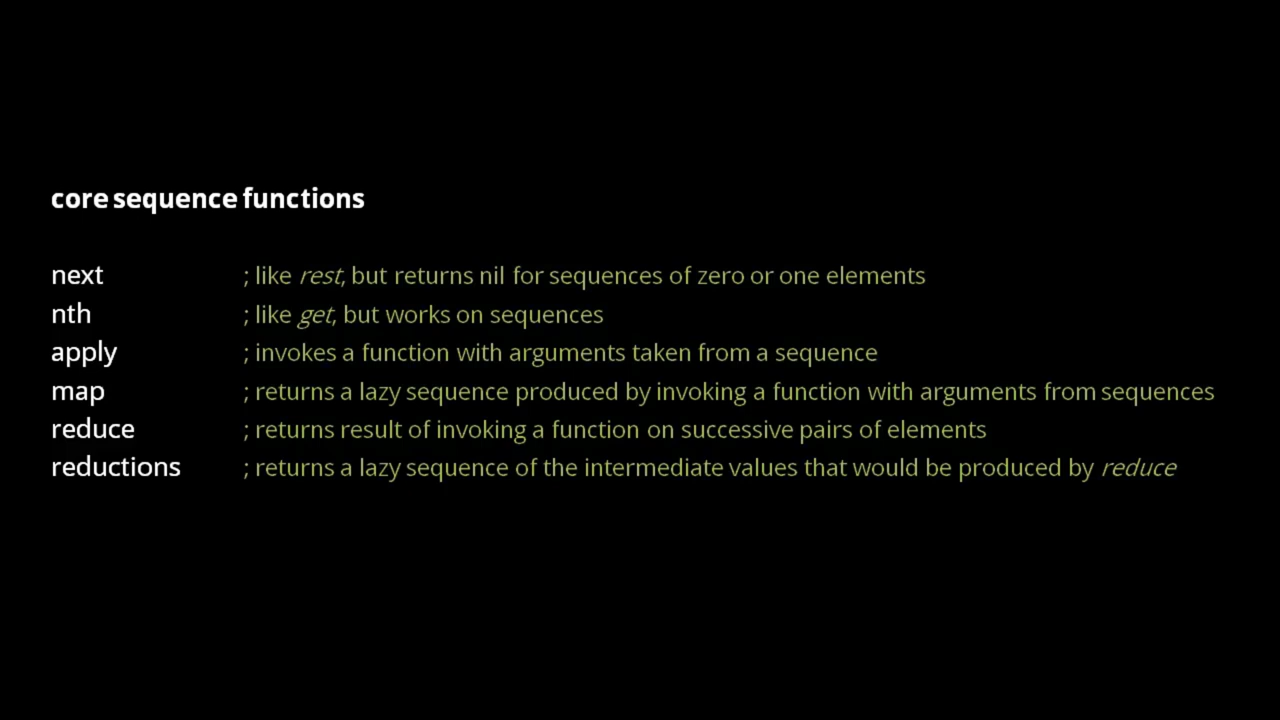 core sequence functions
next ; like rest, but returns nil for sequences of zero or one elements
nth ; like get, but works on sequences
apply ; invokes a function with arguments taken from a sequence
map ; returns a lazy sequence produced by invoking a function with arguments from sequences
reduce ; returns result of invoking a function on successive pairs of elements
reductions ; returns a lazy sequence of the intermediate values that would be produced by reduce